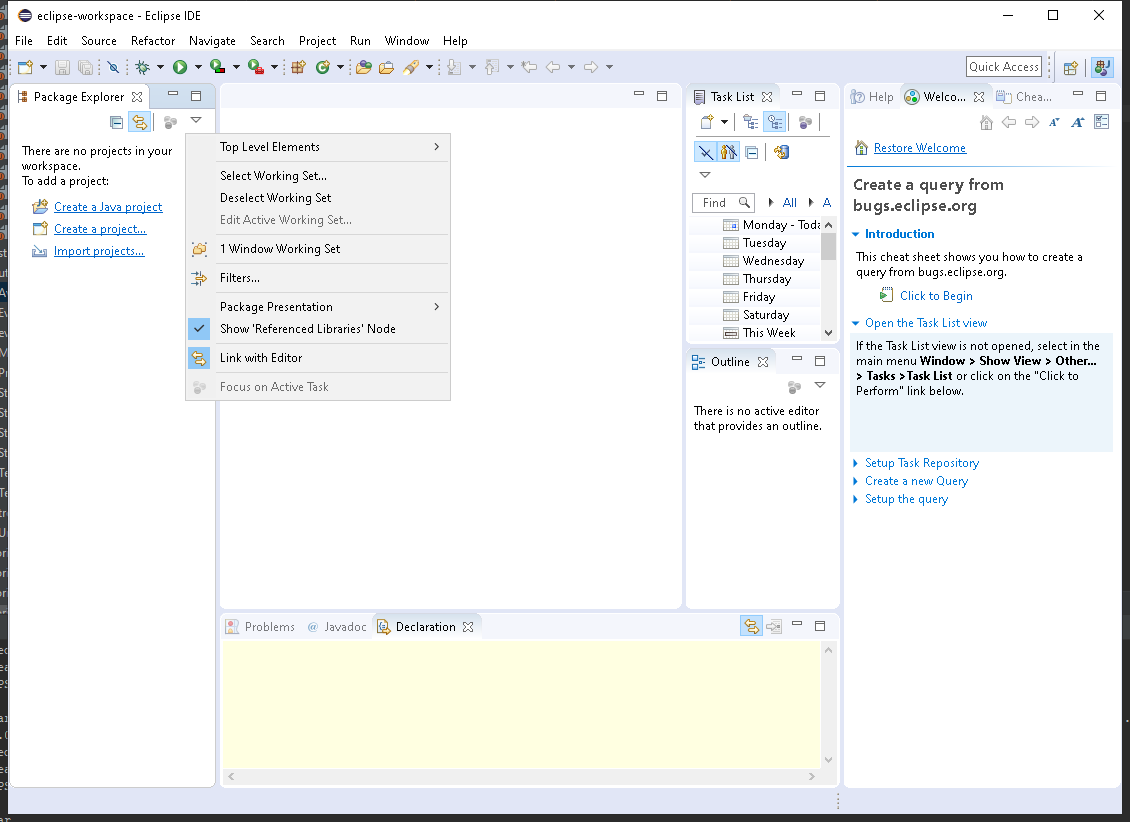 eclipse-workspace - Eclipse IDE
File Edit Source Refactor Navigate Search Project Run Window Help
Quick Access
Package Explorer
There are no projects in your
workspace.
To add a project:
Create a Java project
Create a project...
Import projects...
Top Level Elements
Select Working Set...
Deselect Working Set
Edit Active Working Set...
1 Window Working Set
Filters...
Package Presentation
Show 'Referenced Libraries' Node
Link with Editor
Focus on Active Task
Task List
Find All A
Monday - Toda
Tuesday
Wednesday
Thursday
Friday
Saturday
This Week
Outline
There is no active editor
that provides an outline.
Help Welco... Chea...
Restore Welcome
Create a query from
bugs.eclipse.org
Introduction
This cheat sheet shows you how to create a
query from bugs.eclipse.org.
Click to Begin
Open the Task List view
If the Task List view is not opened, select in the
main menu Window > Show View > Other...
> Tasks >Task List or click on the "Click to
Perform" link below.
Setup Task Repository
Create a new Query
Setup the query
Problems @ Javadoc Declaration